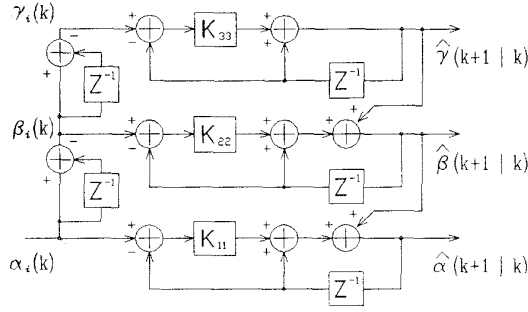 γᵢ(k)
K₃₃
Z⁻¹
Z⁻¹
γ̂(k+1 | k)
βᵢ(k)
K₂₂
β̂(k+1 | k)
Z⁻¹
Z⁻¹
K₁₁
αᵢ(k)
α̂(k+1 | k)
Z⁻¹